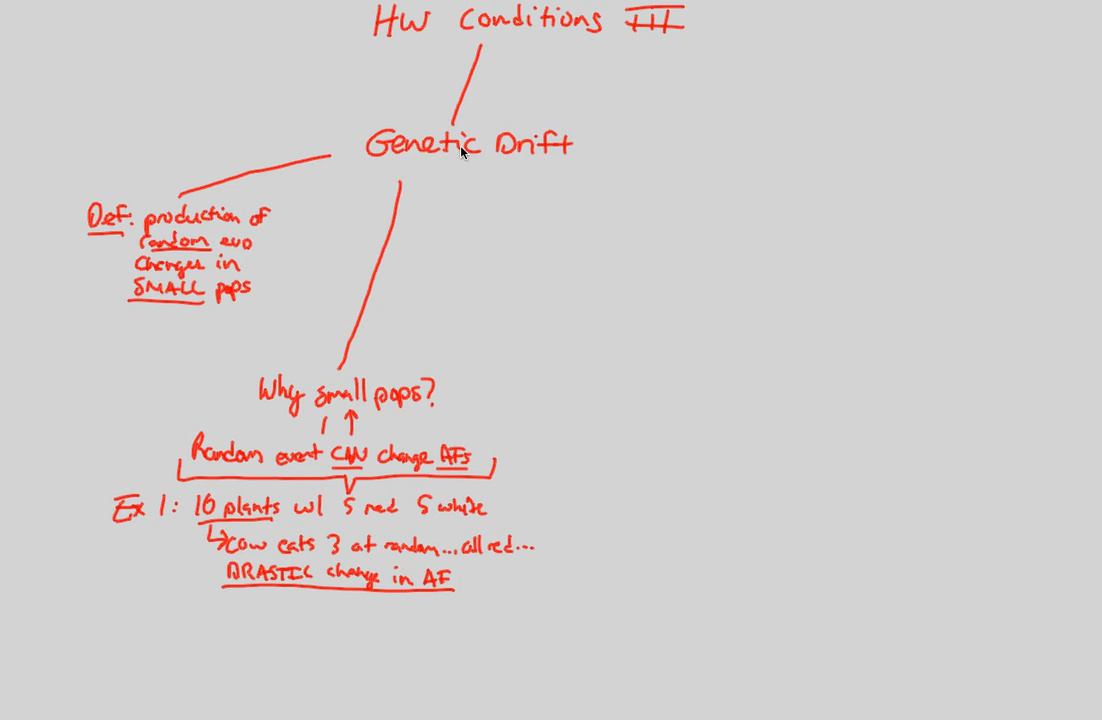 HW Conditions III
Genetic Drift
Def: production of
random evo
changes in
SMALL pops
Why small pops?
Random event CAN change AFs
Ex 1: 10 plants w/ 5 red 5 white
cow eats 3 at random... all red...
DRASTIC change in AF